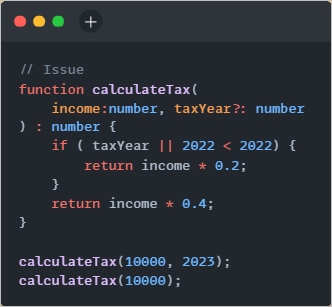 // Issue
function calculateTax(
    income:number, taxYear?: number
) : number {
    if ( taxYear || 2022 < 2022) {
        return income * 0.2;
    }
    return income * 0.4;
}

calculateTax(10000, 2023);
calculateTax(10000);